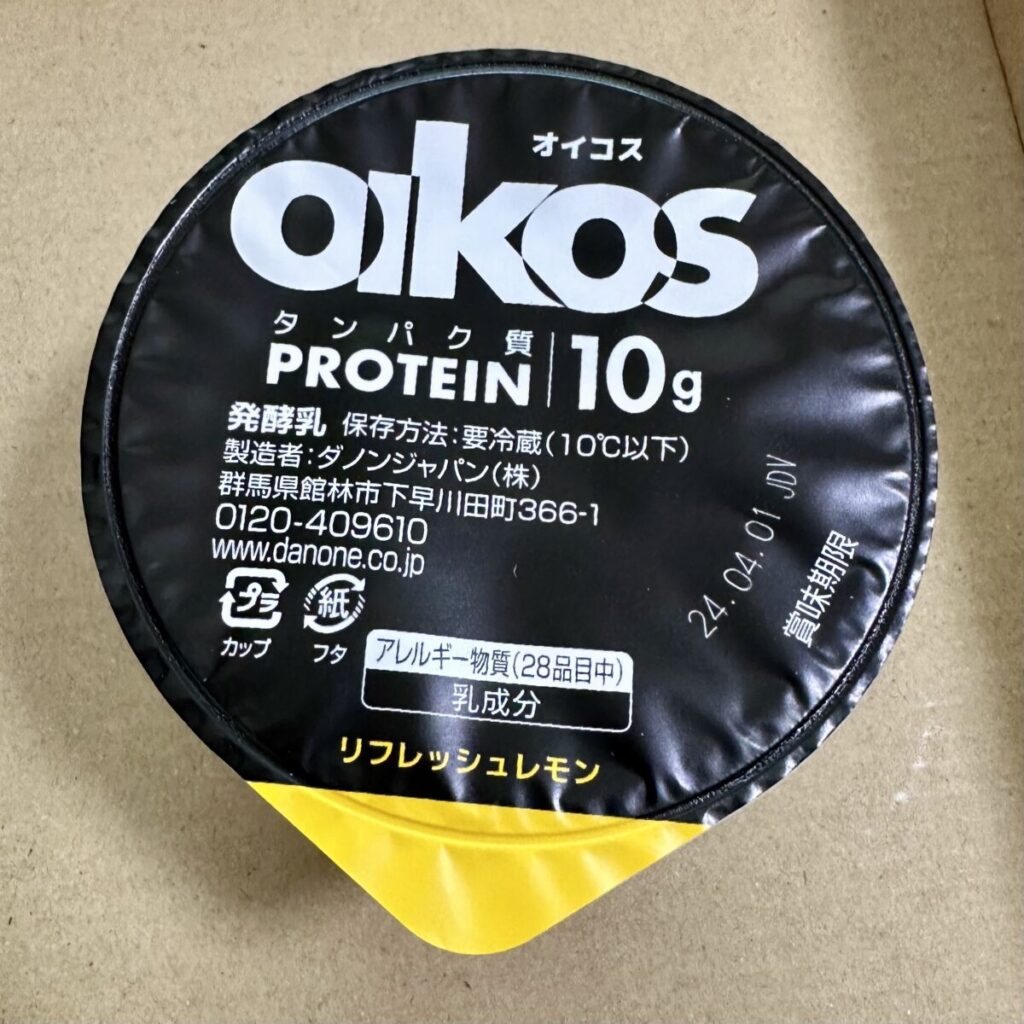 オイコス
oikos
タンパク質
PROTEIN 10g
発酵乳 保存方法:要冷蔵(10℃以下)
製造者:ダノンジャパン(株)
群馬県館林市下早川田町366-1
0120-409610
www.danone.co.jp
プラ 紙
カップ フタ
アレルギー物質(28品目中)
乳成分
リフレッシュレモン
24.04.01 JDV
賞味期限